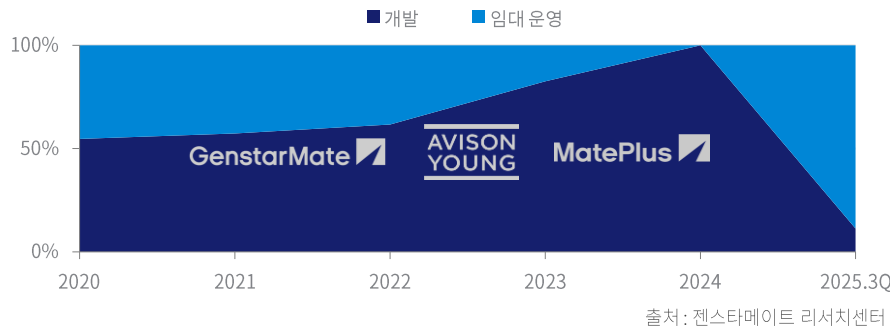 개발 임대 운영
100%
50%
0%
GenstarMate
AVISON
YOUNG
MatePlus
2020 2021 2022 2023 2024 2025.3Q
출처 : 젠스타메이트 리서치센터